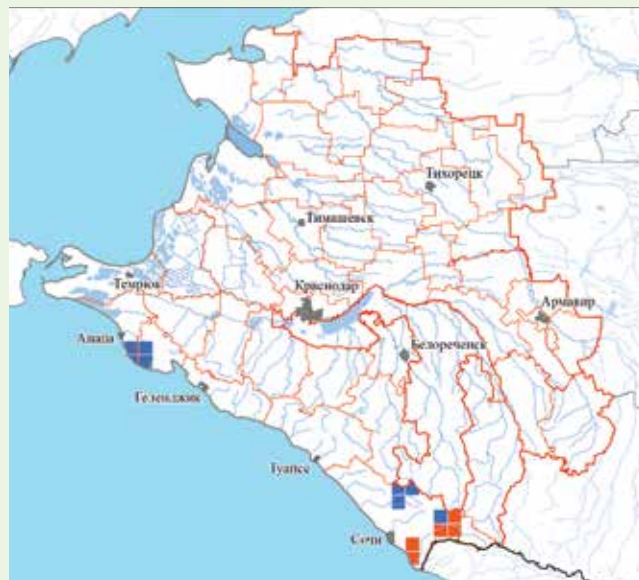 Тихорецк
Тимашевск
Темрюк
Краснодар
Армавир
Анапа
Белореченск
Геленджик
Туапсе
Сочи